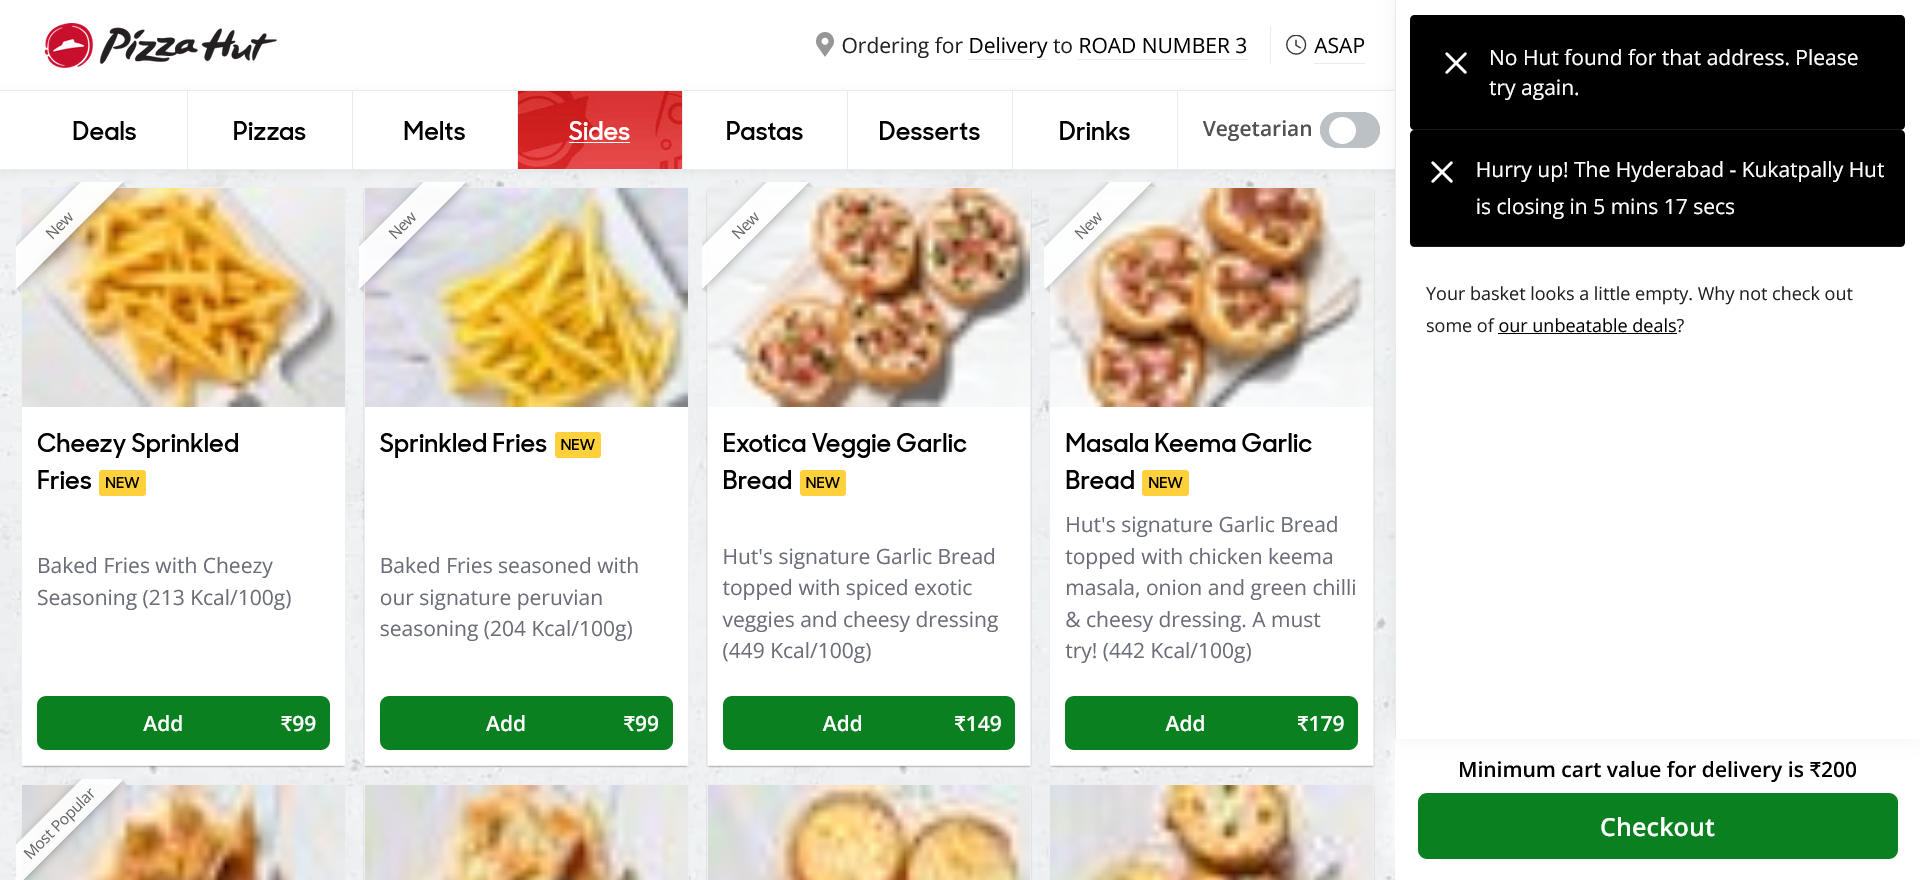 Pizza Hut
Ordering for Delivery to ROAD NUMBER 3
ASAP
Deals
Pizzas
Melts
Sides
Pastas
Desserts
Drinks
Vegetarian
New
Cheezy Sprinkled
Fries NEW
Baked Fries with Cheezy
Seasoning (213 Kcal/100g)
Add ₹99
New
Sprinkled Fries NEW
Baked Fries seasoned with
our signature peruvian
seasoning (204 Kcal/100g)
Add ₹99
New
Exotica Veggie Garlic
Bread NEW
Hut's signature Garlic Bread
topped with spiced exotic
veggies and cheesy dressing
(449 Kcal/100g)
Add ₹149
New
Masala Keema Garlic
Bread NEW
Hut's signature Garlic Bread
topped with chicken keema
masala, onion and green chilli
& cheesy dressing. A must
try! (442 Kcal/100g)
Add ₹179
Most Popular
No Hut found for that address. Please
try again.
Hurry up! The Hyderabad - Kukatpally Hut
is closing in 5 mins 17 secs
Your basket looks a little empty. Why not check out
some of our unbeatable deals?
Minimum cart value for delivery is ₹200
Checkout